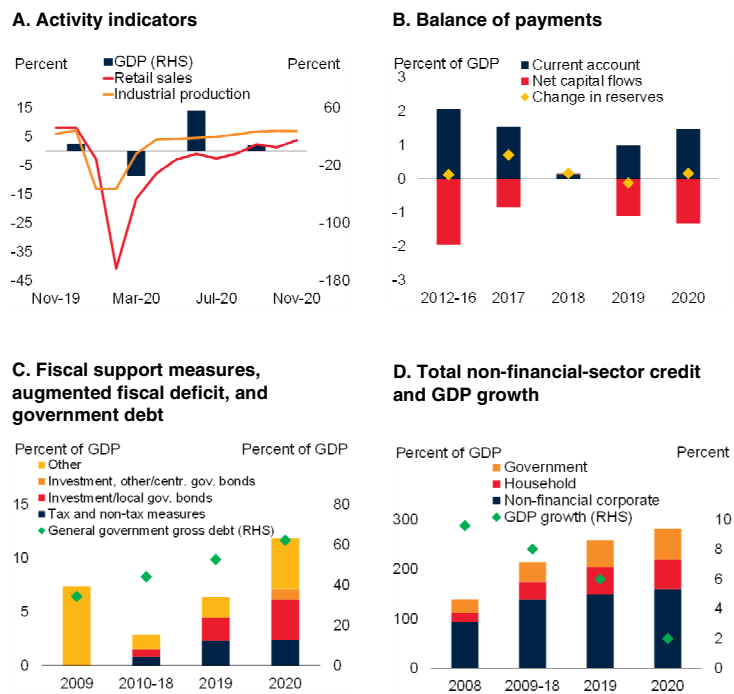 A. Activity indicators
Percent
GDP (RHS)
Retail sales
Industrial production
Percent
15
5
-5
-15
-25
-35
-45
60
-20
-100
-180
Nov-19
Mar-20
Jul-20
Nov-20
B. Balance of payments
Percent of GDP
Current account
Net capital flows
Change in reserves
3
2
1
0
-1
-2
-3
2012-16
2017
2018
2019
2020
C. Fiscal support measures,
augmented fiscal deficit, and
government debt
Percent of GDP
Percent of GDP
Other
Investment, other/centr. gov. bonds
Investment/local gov. bonds
Tax and non-tax measures
General government gross debt (RHS)
15
10
5
0
80
60
40
20
0
2009
2010-18
2019
2020
D. Total non-financial-sector credit
and GDP growth
Percent of GDP
Percent
Government
Household
Non-financial corporate
GDP growth (RHS)
300
200
100
0
10
8
6
4
2
0
2008
2009-18
2019
2020